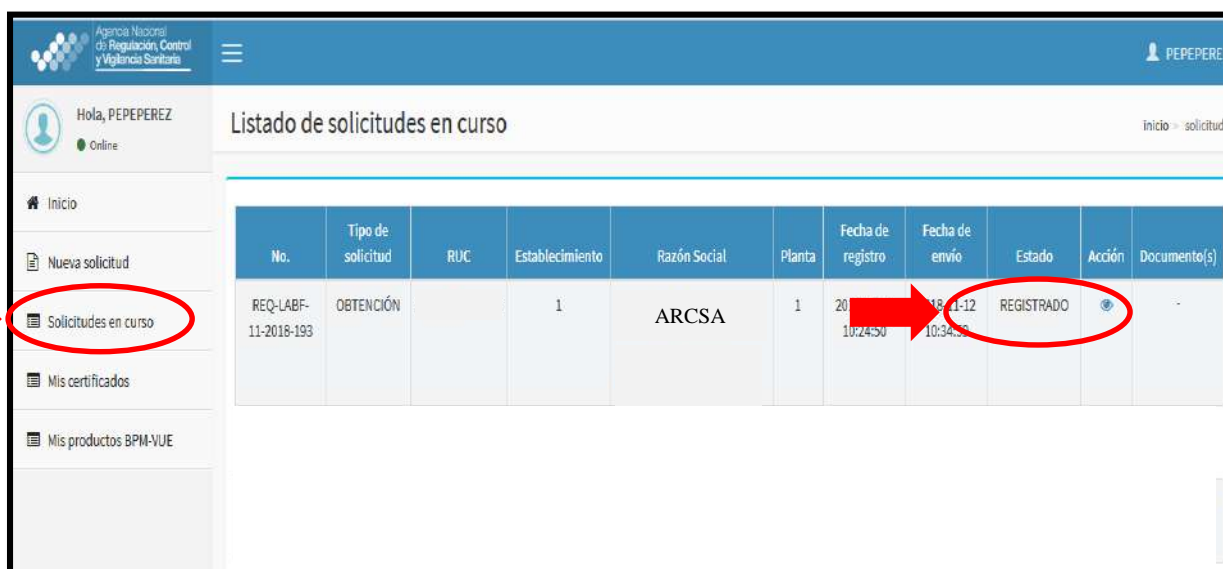 Agencia Nacional
de Regulación, Control
y Vigilancia Sanitaria
PEPEPERE
Hola, PEPEPEREZ
Online
Listado de solicitudes en curso
inicio > solicitud
Inicio
Nueva solicitud
Solicitudes en curso
Mis certificados
Mis productos BPM-VUE
No. Tipo de solicitud RUC Establecimiento Razón Social Planta Fecha de registro Fecha de envío Estado Acción Documento(s)
REQ-LABF- OBTENCIÓN 1 ARCSA 1 REGISTRADO -
11-2018-193 10:24:50